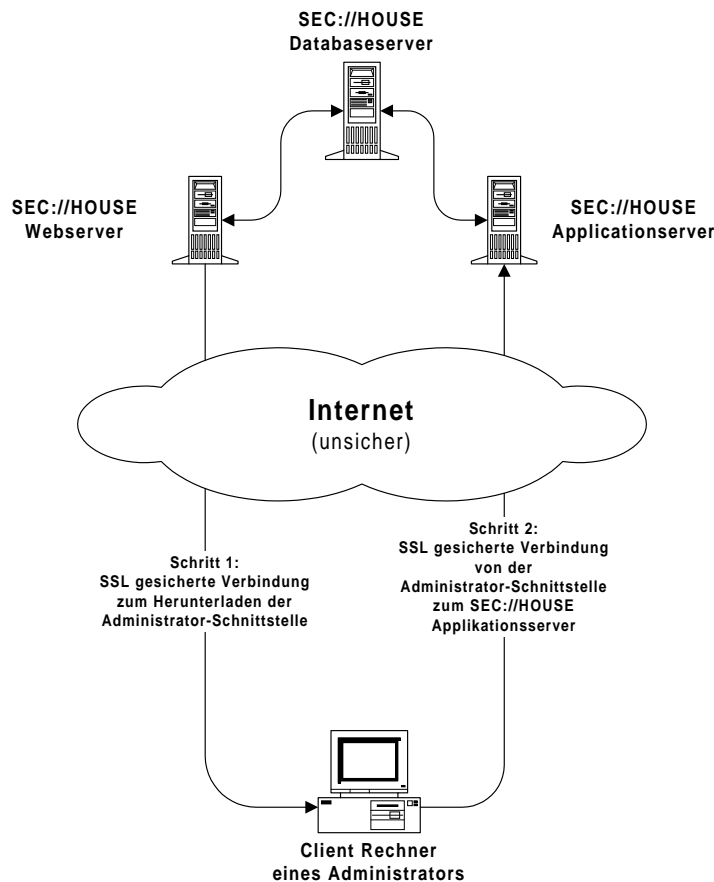 SEC://HOUSE
Databaseserver
SEC://HOUSE
Webserver
SEC://HOUSE
Applicationserver
Internet
(unsicher)
Schritt 1:
SSL gesicherte Verbindung
zum Herunterladen der
Administrator-Schnittstelle
Schritt 2:
SSL gesicherte Verbindung
von der
Administrator-Schnittstelle
zum SEC://HOUSE
Applikationsserver
Client Rechner
eines Administrators